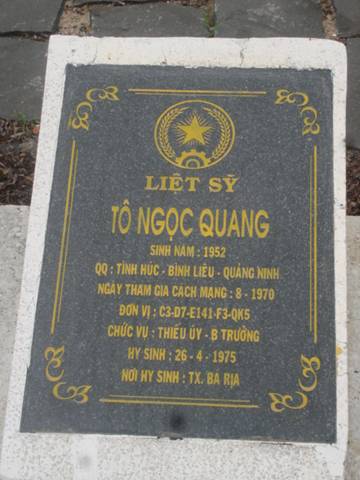 LIỆT SỸ
TÔ NGỌC QUANG
SINH NĂM : 1952
QQ : TÌNH HÚC - BÌNH LIÊU - QUẢNG NINH
NGÀY THAM GIA CÁCH MẠNG : 8 - 1970
ĐƠN VỊ : C3-D7-E141-F3-QK5
CHỨC VỤ : THIẾU ÚY - B TRƯỞNG
HY SINH : 26 - 4 - 1975
NƠI HY SINH : TX. BÀ RỊA